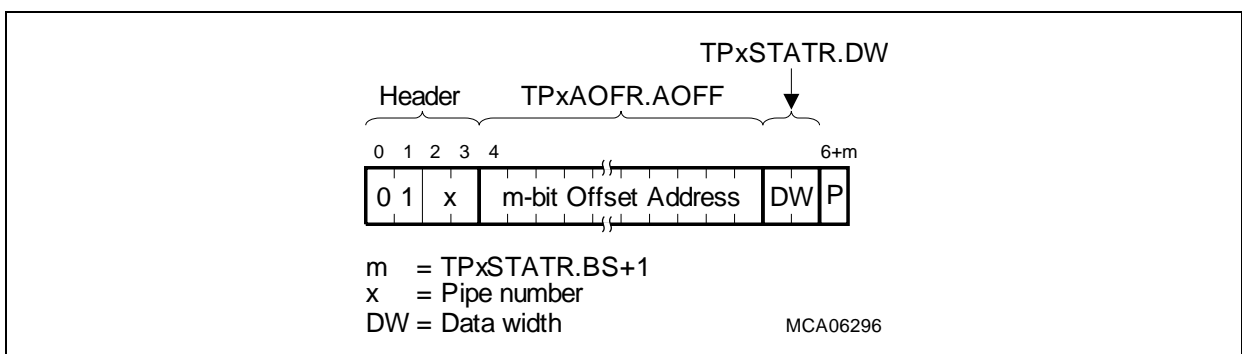 TPxSTATR.DW
Header TPxAOFR.AOFF
0 1 2 3 4 6+m
0 1 x m-bit Offset Address DW P
m = TPxSTATR.BS+1
x = Pipe number
DW = Data width MCA06296